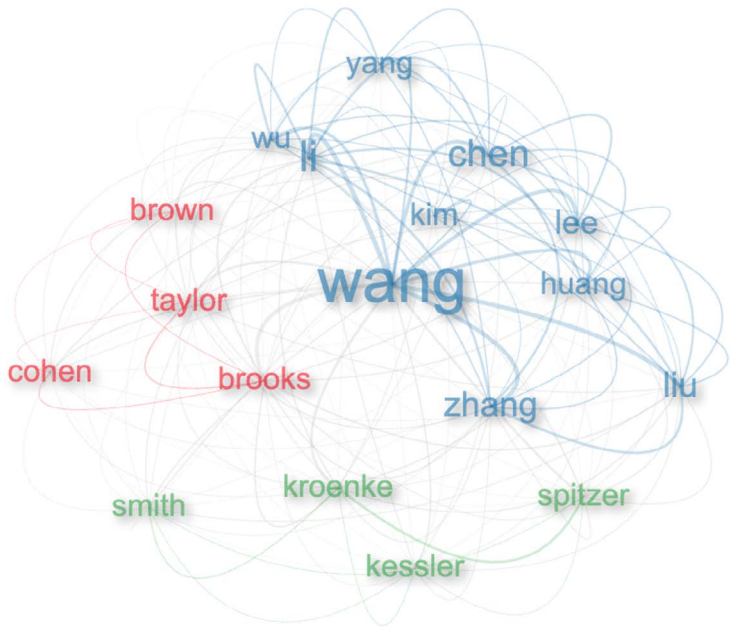 yang
wu
li
chen
brown
kim
lee
wang
huang
taylor
cohen
brooks
zhang
liu
kroenke
spitzer
smith
kessler